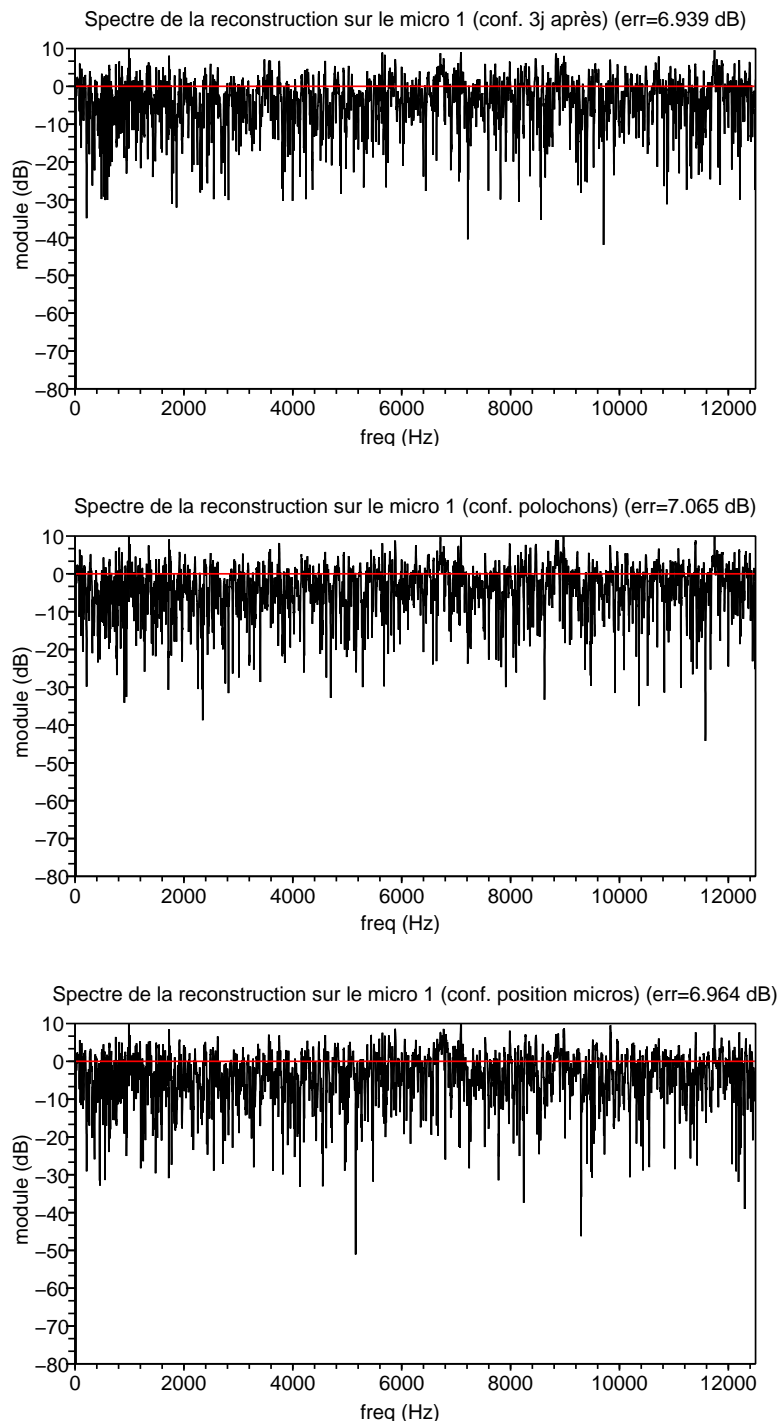 Spectre de la reconstruction sur le micro 1 (conf. 3j après) (err=6.939 dB)
10
0
−10
−20
−30
−40
−50
−60
−70
−80
module (dB)
0 2000 4000 6000 8000 10000 12000
freq (Hz)
Spectre de la reconstruction sur le micro 1 (conf. polochons) (err=7.065 dB)
10
0
−10
−20
−30
−40
−50
−60
−70
−80
module (dB)
0 2000 4000 6000 8000 10000 12000
freq (Hz)
Spectre de la reconstruction sur le micro 1 (conf. position micros) (err=6.964 dB)
10
0
−10
−20
−30
−40
−50
−60
−70
−80
module (dB)
0 2000 4000 6000 8000 10000 12000
freq (Hz)